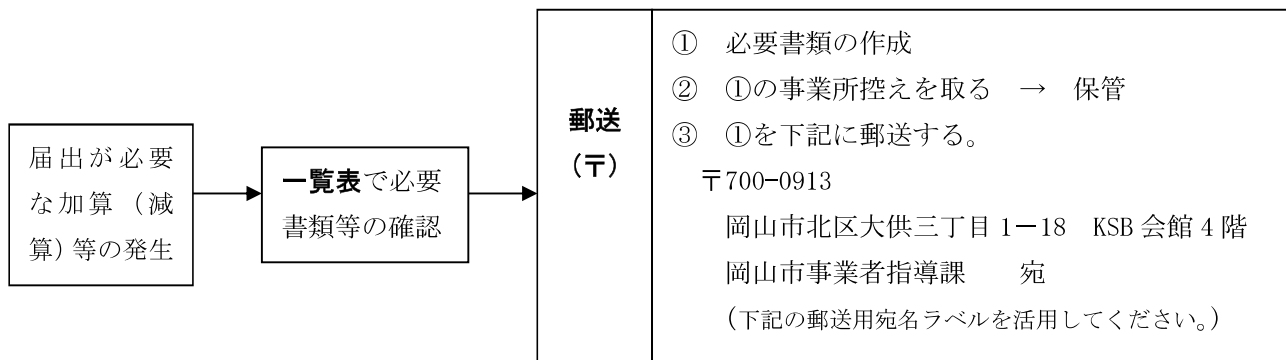 届出が必要
な加算（減
算）等の発生
一覧表で必要
書類等の確認
郵送
（〒）
① 必要書類の作成
② ①の事業所控えを取る → 保管
③ ①を下記に郵送する。
〒700-0913
岡山市北区大供三丁目1－18 KSB会館4階
岡山市事業者指導課 宛
（下記の郵送用宛名ラベルを活用してください。）